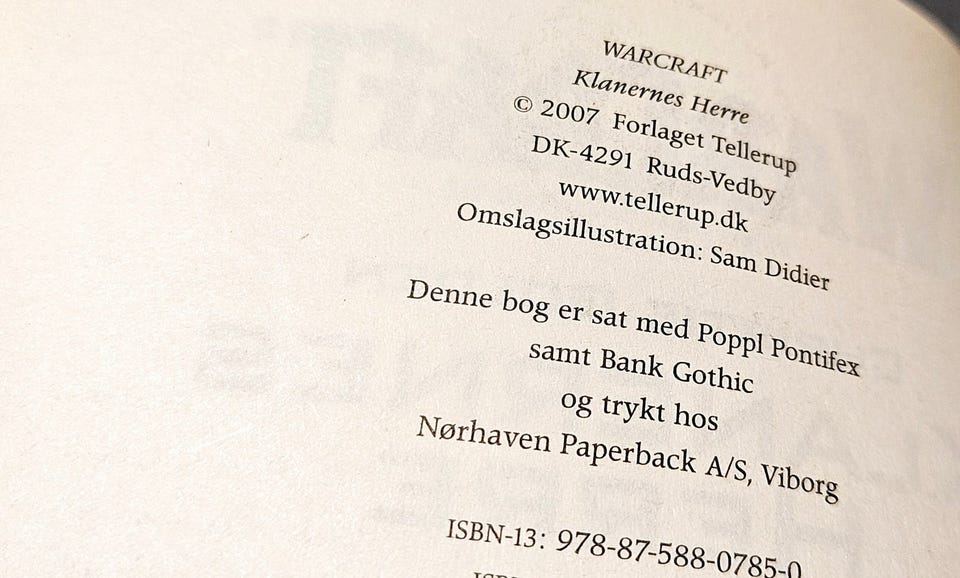 WARCRAFT
Klanernes Herre
© 2007 Forlaget Tellerup
DK-4291 Ruds-Vedby
www.tellerup.dk
Omslagsillustration: Sam Didier
Denne bog er sat med Poppl Pontifex
samt Bank Gothic
og trykt hos
Nørhaven Paperback A/S, Viborg
ISBN-13: 978-87-588-0785-0